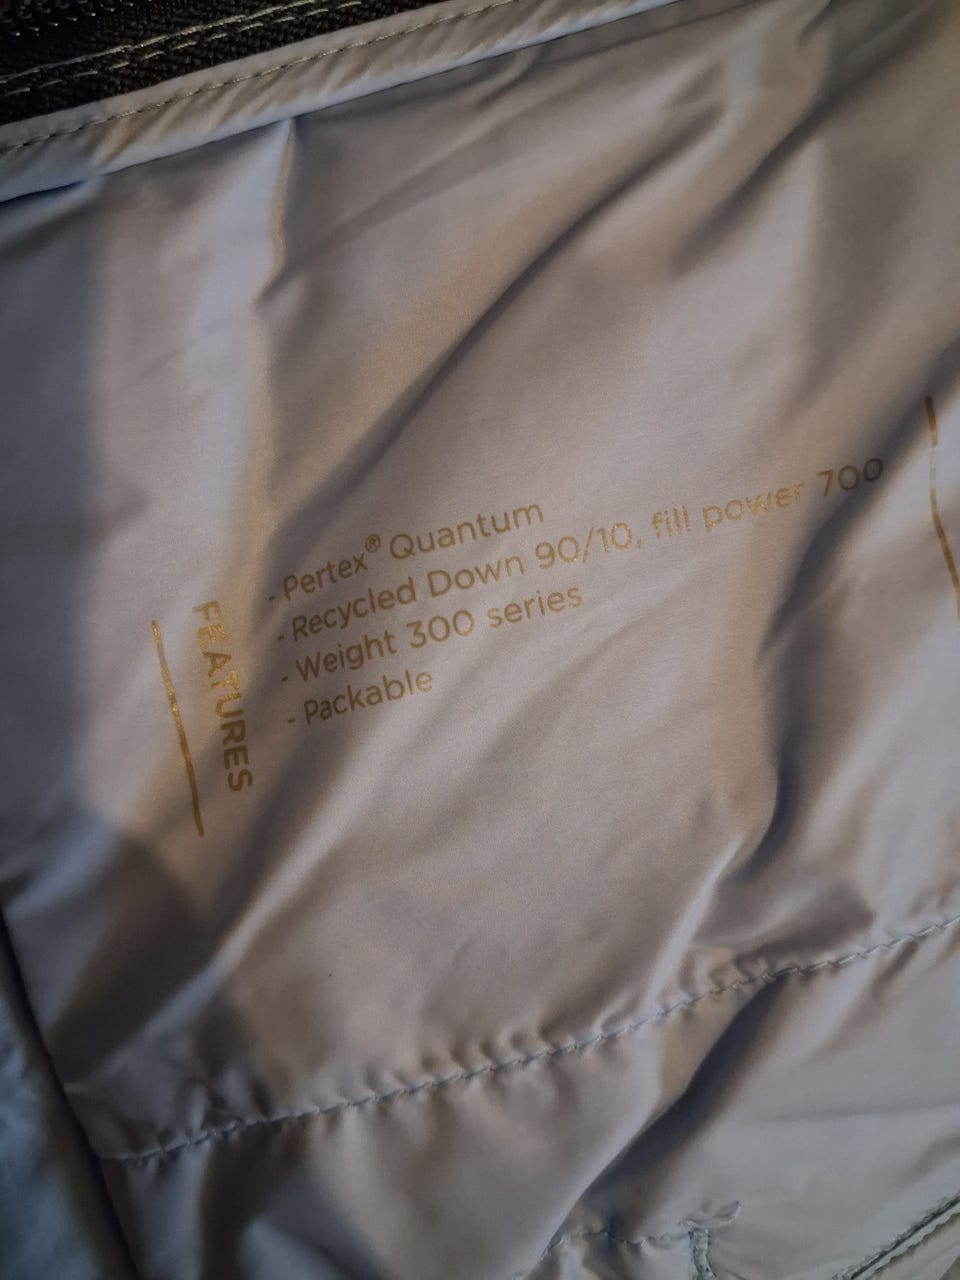 FEATURES
- Pertex® Quantum
- Recycled Down 90/10, fill power 700
- Weight 300 series
- Packable